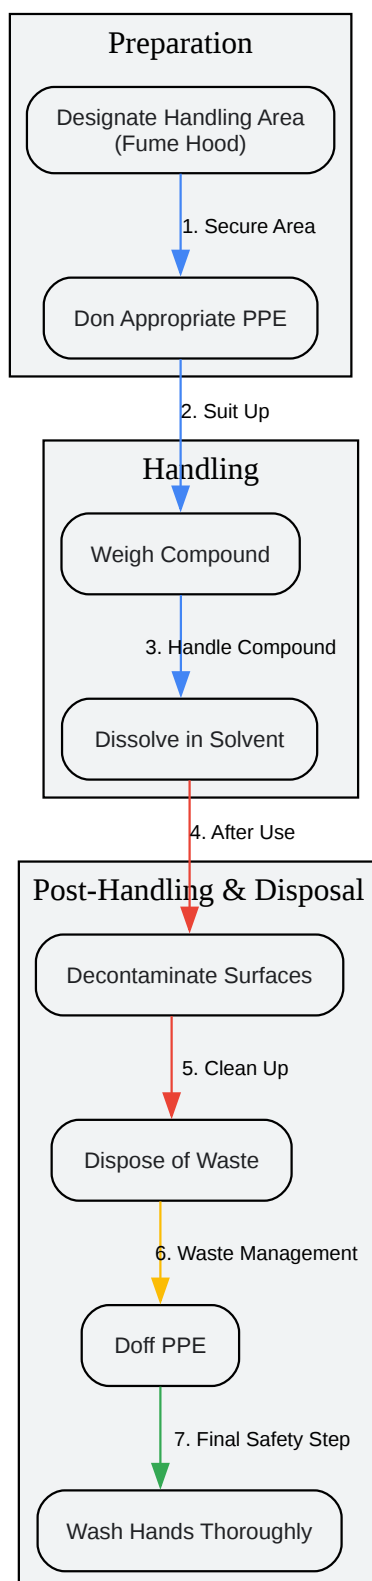 Preparation
Designate Handling Area
(Fume Hood)
1. Secure Area
Don Appropriate PPE
2. Suit Up
Handling
Weigh Compound
3. Handle Compound
Dissolve in Solvent
4. After Use
Post-Handling & Disposal
Decontaminate Surfaces
5. Clean Up
Dispose of Waste
6. Waste Management
Doff PPE
7. Final Safety Step
Wash Hands Thoroughly